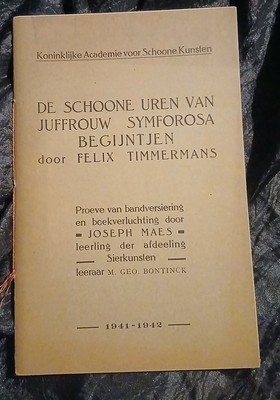 Koninklijke Academie voor Schoone Kunsten
DE SCHOONE UREN VAN
JUFFROUW SYMFOROSA
BEGIJNTJEN
door FELIX TIMMERMANS
Proeve van bandversiering
en boekverluchting door
JOSEPH MAES
leerling der afdeeling
Sierkunsten
leeraar M. GEO. BONTINCK
1941-1942